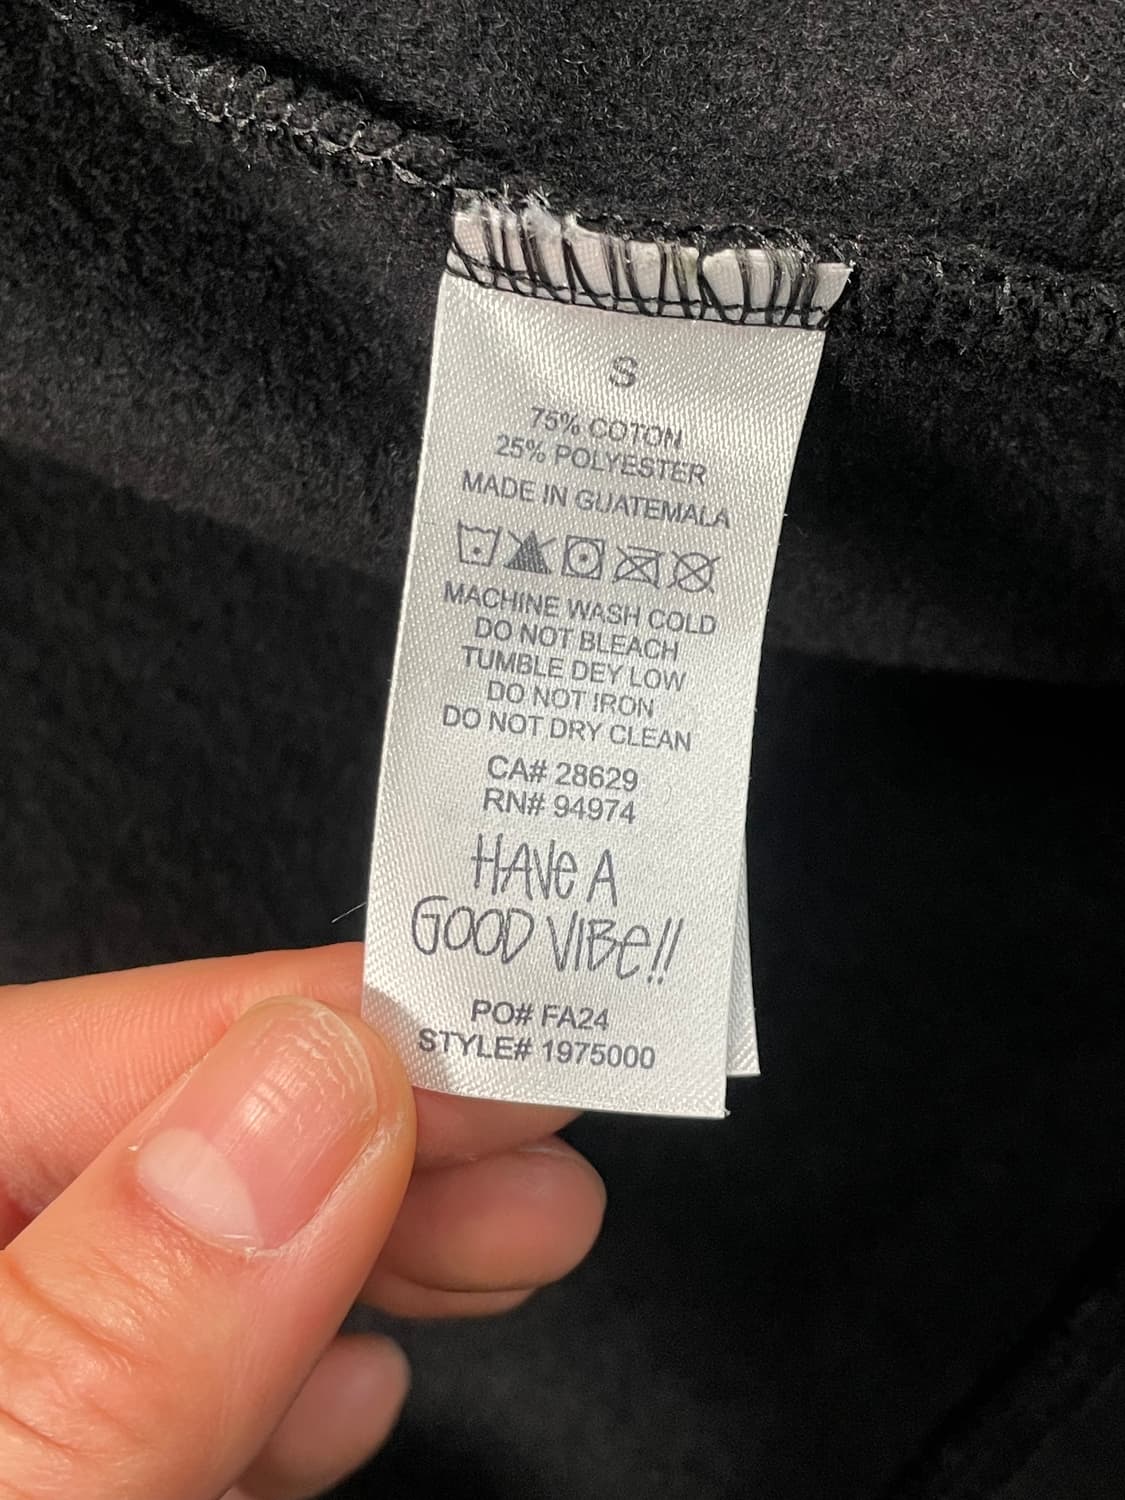 S
75% COTON
25% POLYESTER
MADE IN GUATEMALA
MACHINE WASH COLD
DO NOT BLEACH
TUMBLE DEY LOW
DO NOT IRON
DO NOT DRY CLEAN
CA# 28629
RN# 94974
HAVe A
GOOD VIBe!!
PO# FA24
STYLE# 1975000